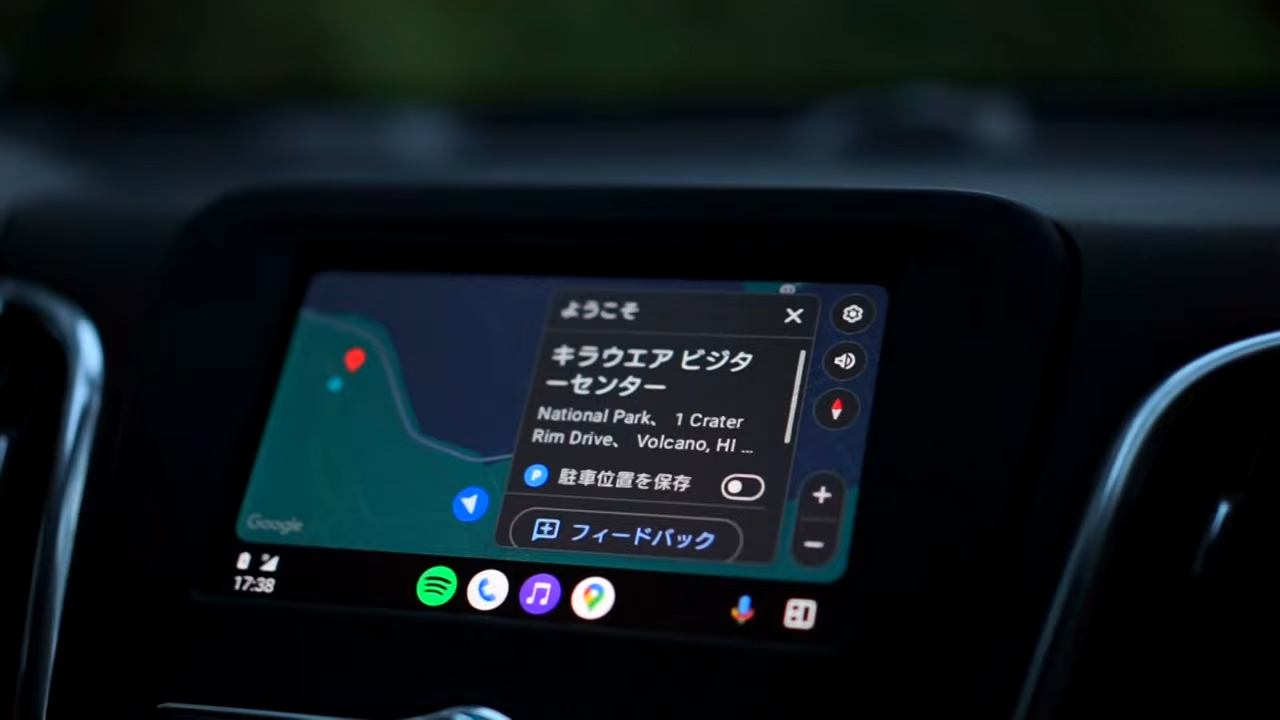 ようこそ
キラウエア ビジタ
ーセンター
National Park、 1 Crater
Rim Drive、 Volcano, HI ...
P 駐車位置を保存
フィードバック
Google
17:38